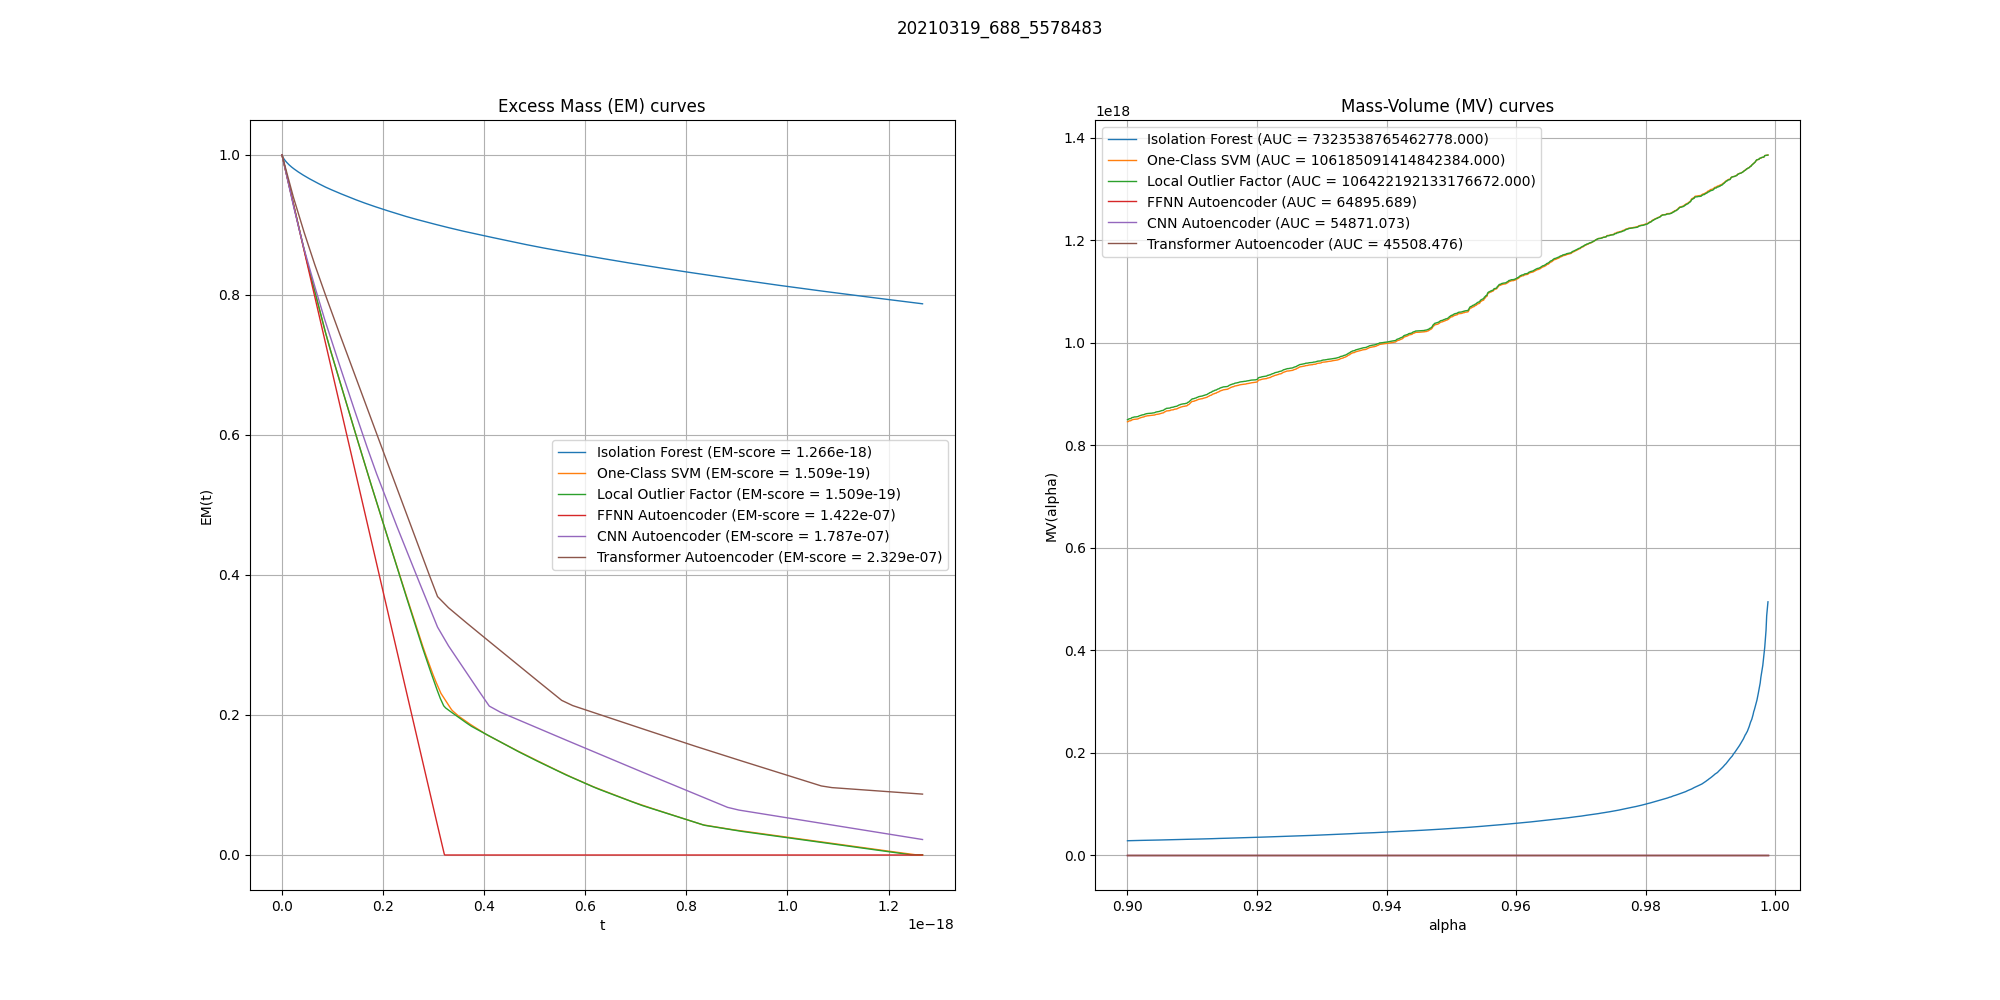 20210319_688_5578483
Excess Mass (EM) curves
EM(t)
1.0
0.8
0.6
0.4
0.2
0.0
Isolation Forest (EM-score = 1.266e-18)
One-Class SVM (EM-score = 1.509e-19)
Local Outlier Factor (EM-score = 1.509e-19)
FFNN Autoencoder (EM-score = 1.422e-07)
CNN Autoencoder (EM-score = 1.787e-07)
Transformer Autoencoder (EM-score = 2.329e-07)
0.0 0.2 0.4 0.6 0.8 1.0 1.2
1e−18
t
Mass-Volume (MV) curves
1e18
MV(alpha)
1.4
1.2
1.0
0.8
0.6
0.4
0.2
0.0
Isolation Forest (AUC = 7323538765462778.000)
One-Class SVM (AUC = 106185091414842384.000)
Local Outlier Factor (AUC = 106422192133176672.000)
FFNN Autoencoder (AUC = 64895.689)
CNN Autoencoder (AUC = 54871.073)
Transformer Autoencoder (AUC = 45508.476)
0.90 0.92 0.94 0.96 0.98 1.00
alpha